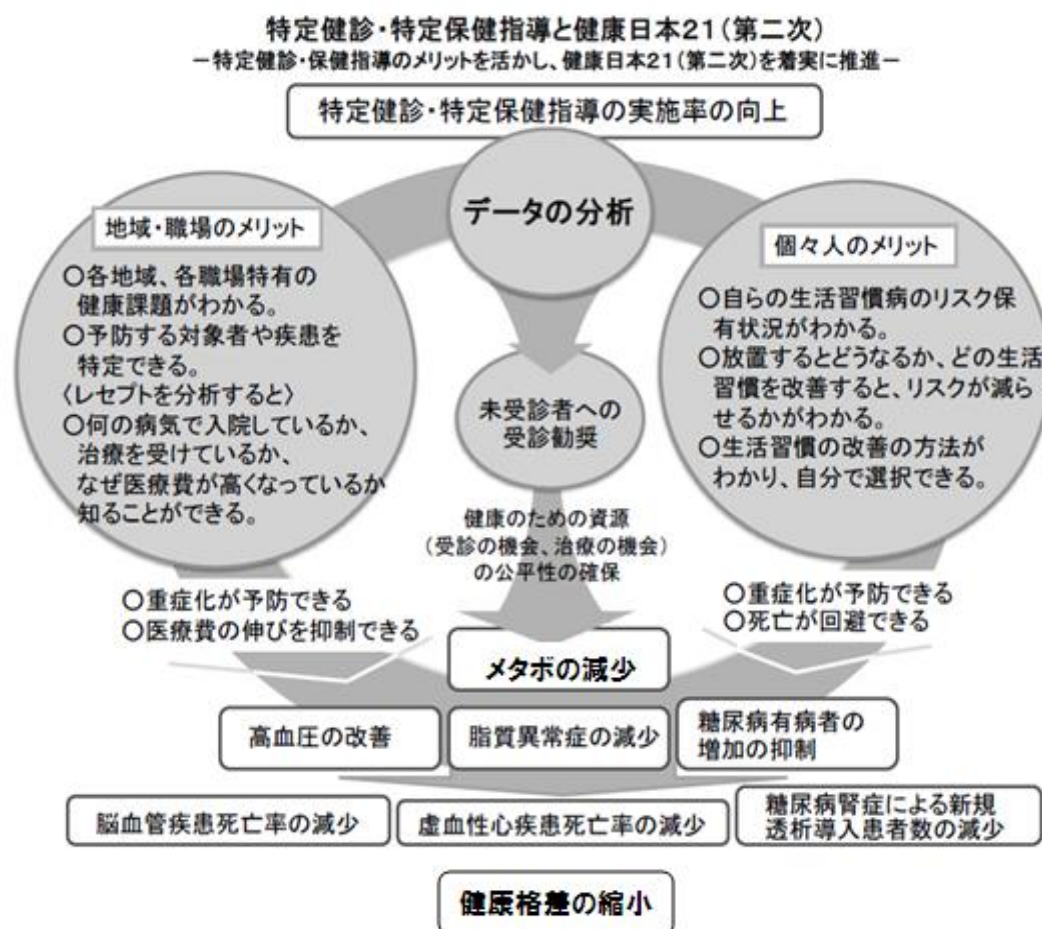 特定健診・特定保健指導と健康日本21(第二次)
－特定健診・保健指導のメリットを活かし、健康日本21(第二次)を着実に推進－
特定健診・特定保健指導の実施率の向上
データの分析
地域・職場のメリット
○各地域、各職場特有の
健康課題がわかる。
○予防する対象者や疾患を
特定できる。
〈レセプトを分析すると〉
○何の病気で入院しているか、
治療を受けているか、
なぜ医療費が高くなっているか
知ることができる。
個々人のメリット
○自らの生活習慣病のリスク保
有状況がわかる。
○放置するとどうなるか、どの生活
習慣を改善すると、リスクが減ら
せるかがわかる。
○生活習慣の改善の方法が
わかり、自分で選択できる。
未受診者への
受診勧奨
健康のための資源
(受診の機会、治療の機会)
の公平性の確保
○重症化が予防できる
○医療費の伸びを抑制できる
○重症化が予防できる
○死亡が回避できる
メタボの減少
高血圧の改善
脂質異常症の減少
糖尿病有病者の
増加の抑制
脳血管疾患死亡率の減少
虚血性心疾患死亡率の減少
糖尿病腎症による新規
透析導入患者数の減少
健康格差の縮小